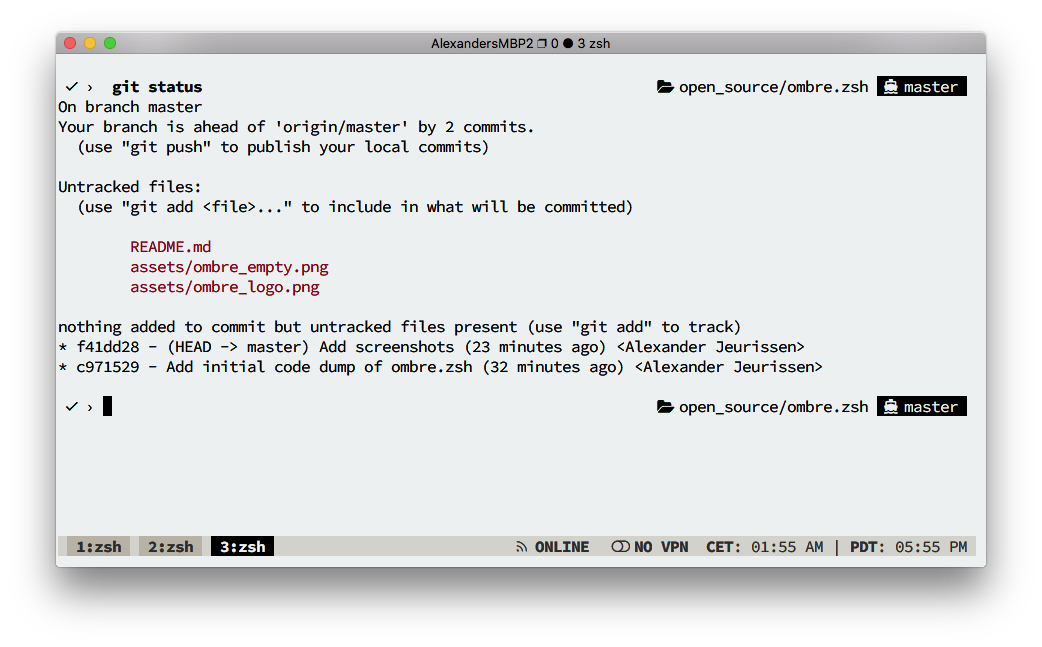 AlexandersMBP2 ❐ 0 ● 3 zsh
✓ › git status open_source/ombre.zsh master
On branch master
Your branch is ahead of 'origin/master' by 2 commits.
(use "git push" to publish your local commits)
Untracked files:
(use "git add <file>..." to include in what will be committed)
README.md
assets/ombre_empty.png
assets/ombre_logo.png
nothing added to commit but untracked files present (use "git add" to track)
* f41dd28 - (HEAD -> master) Add screenshots (23 minutes ago) <Alexander Jeurissen>
* c971529 - Add initial code dump of ombre.zsh (32 minutes ago) <Alexander Jeurissen>
✓ › open_source/ombre.zsh master
1:zsh 2:zsh 3:zsh ONLINE NO VPN CET: 01:55 AM | PDT: 05:55 PM